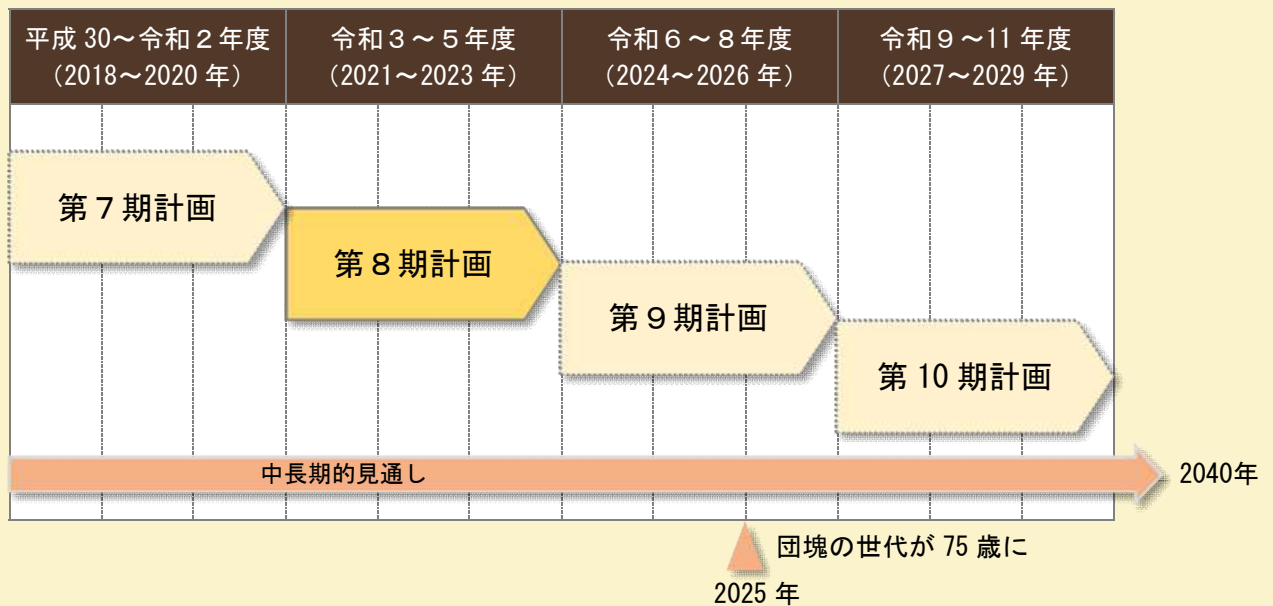 平成 30～令和２年度
（2018～2020 年）
令和３～５年度
（2021～2023 年）
令和６～８年度
（2024～2026 年）
令和９～11 年度
（2027～2029 年）
第７期計画
第８期計画
第９期計画
第 10 期計画
中長期的見通し
2040年
団塊の世代が 75 歳に
2025 年